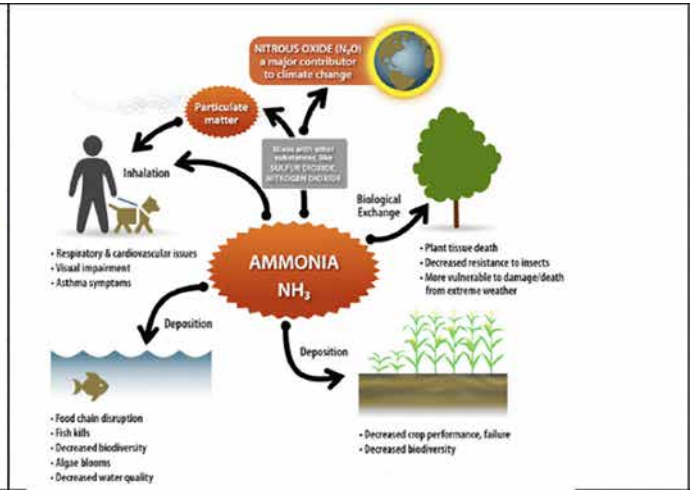 NITROUS OXIDE (N₂O)
a major contributor
to climate change
Particulate
matter
Mixes with other
substances, like
SULFUR DIOXIDE,
NITROGEN DIOXIDE
Inhalation
Biological
Exchange
• Respiratory & cardiovascular issues
• Visual impairment
• Asthma symptoms
AMMONIA
NH₃
• Plant tissue death
• Decreased resistance to insects
• More vulnerable to damage/death
from extreme weather
Deposition
Deposition
• Food chain disruption
• Fish kills
• Decreased biodiversity
• Algae blooms
• Decreased water quality
• Decreased crop performance, failure
• Decreased biodiversity